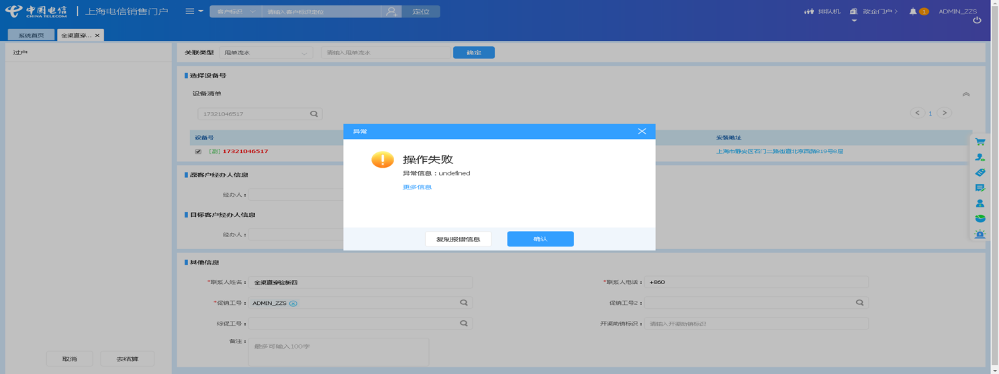 中国电信 CHINA TELECOM 上海电信销售门户 客户标识 请输入客户标识定位 定位 排队机 政企门户> 1 ADMIN_ZZS
系统首页 全渠道穿... ×
过户 关联类型 甩单流水 请输入甩单流水 确定
选择设备号
设备清单
17321046517 < 1 >
异常
设备号 安装地址
[副] 17321046517 上海市静安区石门二路街道北京西路819号8层
操作失败
异常信息：undefined
原客户经办人信息
更多信息
经办人：
目标客户经办人信息
经办人：
复制报错信息 确认
其他信息
*联系人姓名： 全渠道穿验新四 *联系人电话： +860
*促销工号： ADMIN_ZZS 促销工号2：
综促工号： 开渠助销标识： 请输入开渠助销标识
备注： 最多可输入100字
取消 去结算